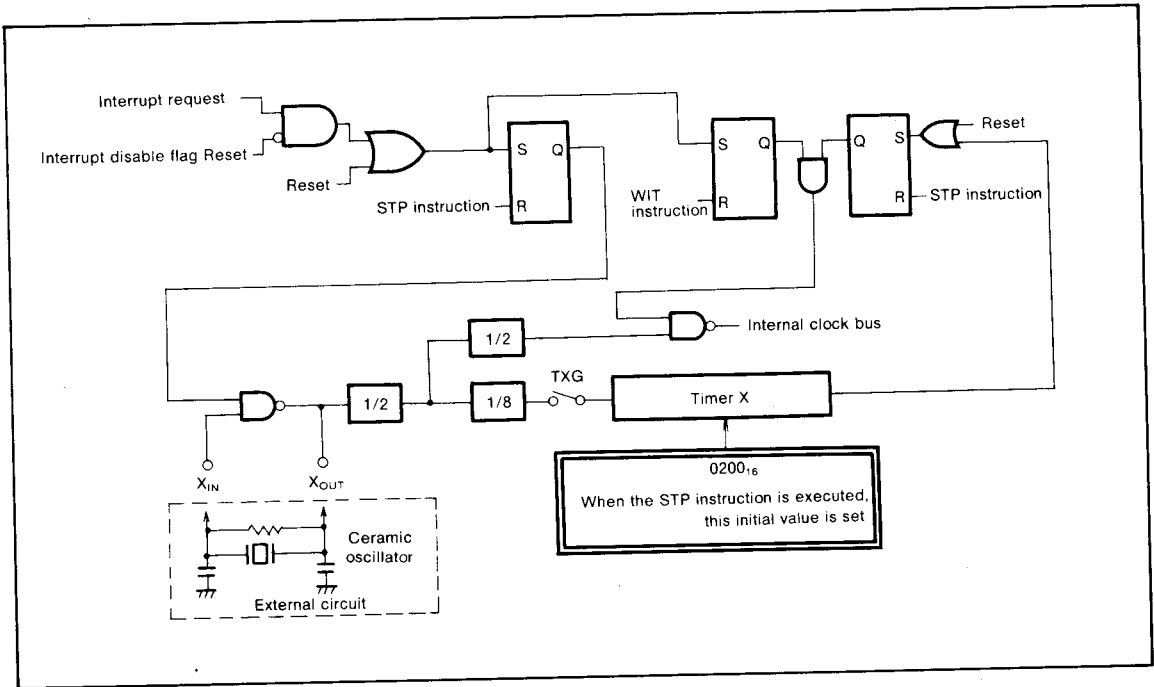 Interrupt request
Interrupt disable flag Reset
Reset
STP instruction
S
Q
R
WIT
instruction
S
Q
R
Q
S
R
Reset
STP instruction
1/2
Internal clock bus
1/2
1/8
TXG
Timer X
X_IN
X_OUT
0200₁₆
When the STP instruction is executed,
this initial value is set
Ceramic
oscillator
External circuit